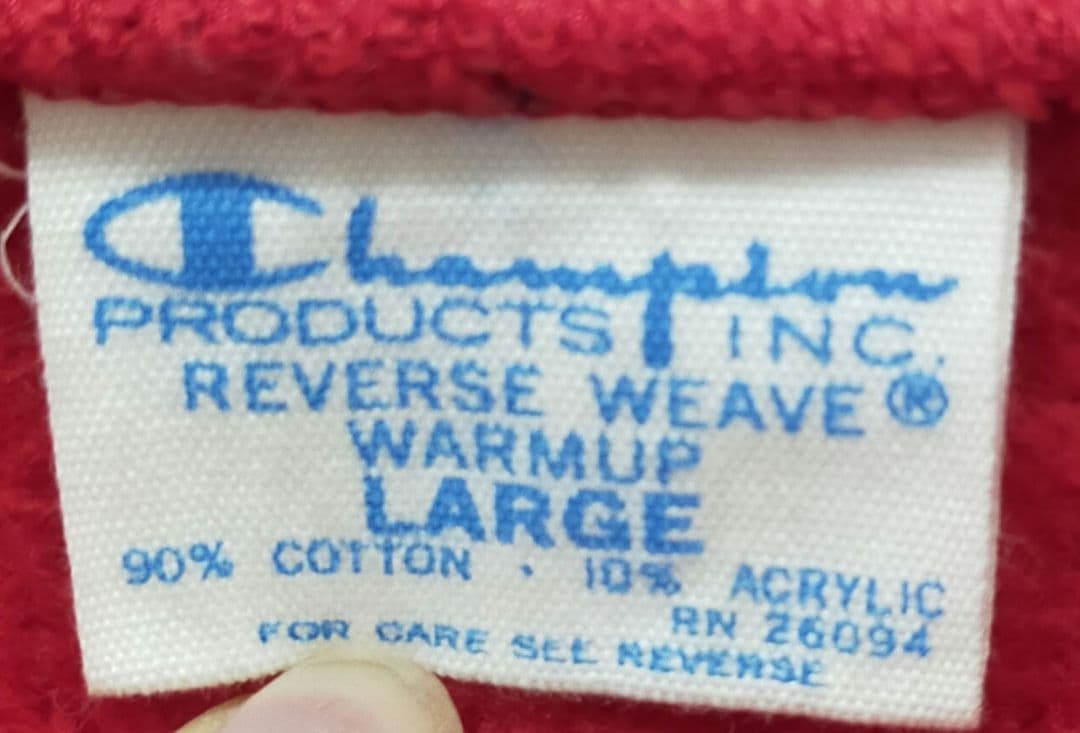 Champion
PRODUCTS INC.
REVERSE WEAVE®
WARMUP
LARGE
90% COTTON · 10% ACRYLIC
RN 26094
FOR CARE SEE REVERSE